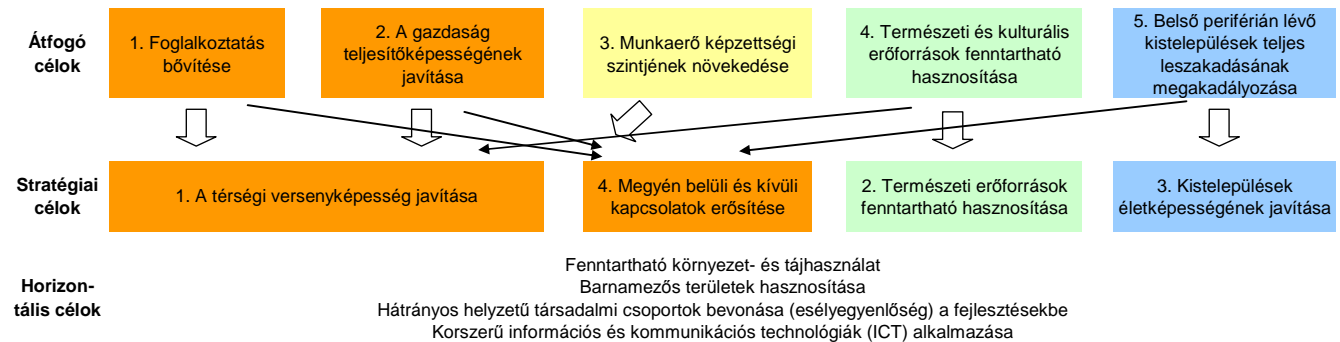 Átfogó
célok
1. Foglalkoztatás
bővítése
2. A gazdaság
teljesítőképességének
javítása
3. Munkaerő képzettségi
szintjének növekedése
4. Természeti és kulturális
erőforrások fenntartható
hasznosítása
5. Belső periférián lévő
kistelepülések teljes
leszakadásának
megakadályozása
Stratégiai
célok
1. A térségi versenyképesség javítása
4. Megyén belüli és kívüli
kapcsolatok erősítése
2. Természeti erőforrások
fenntartható hasznosítása
3. Kistelepülések
életképességének javítása
Horizon-
tális célok
Fenntartható környezet- és tájhasználat
Barnamezős területek hasznosítása
Hátrányos helyzetű társadalmi csoportok bevonása (esélyegyenlőség) a fejlesztésekbe
Korszerű információs és kommunikációs technológiák (ICT) alkalmazása